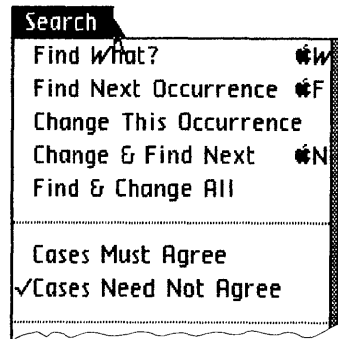 Search
Find What? W
Find Next Occurrence F
Change This Occurrence
Change & Find Next N
Find & Change All
Cases Must Agree
✓Cases Need Not Agree